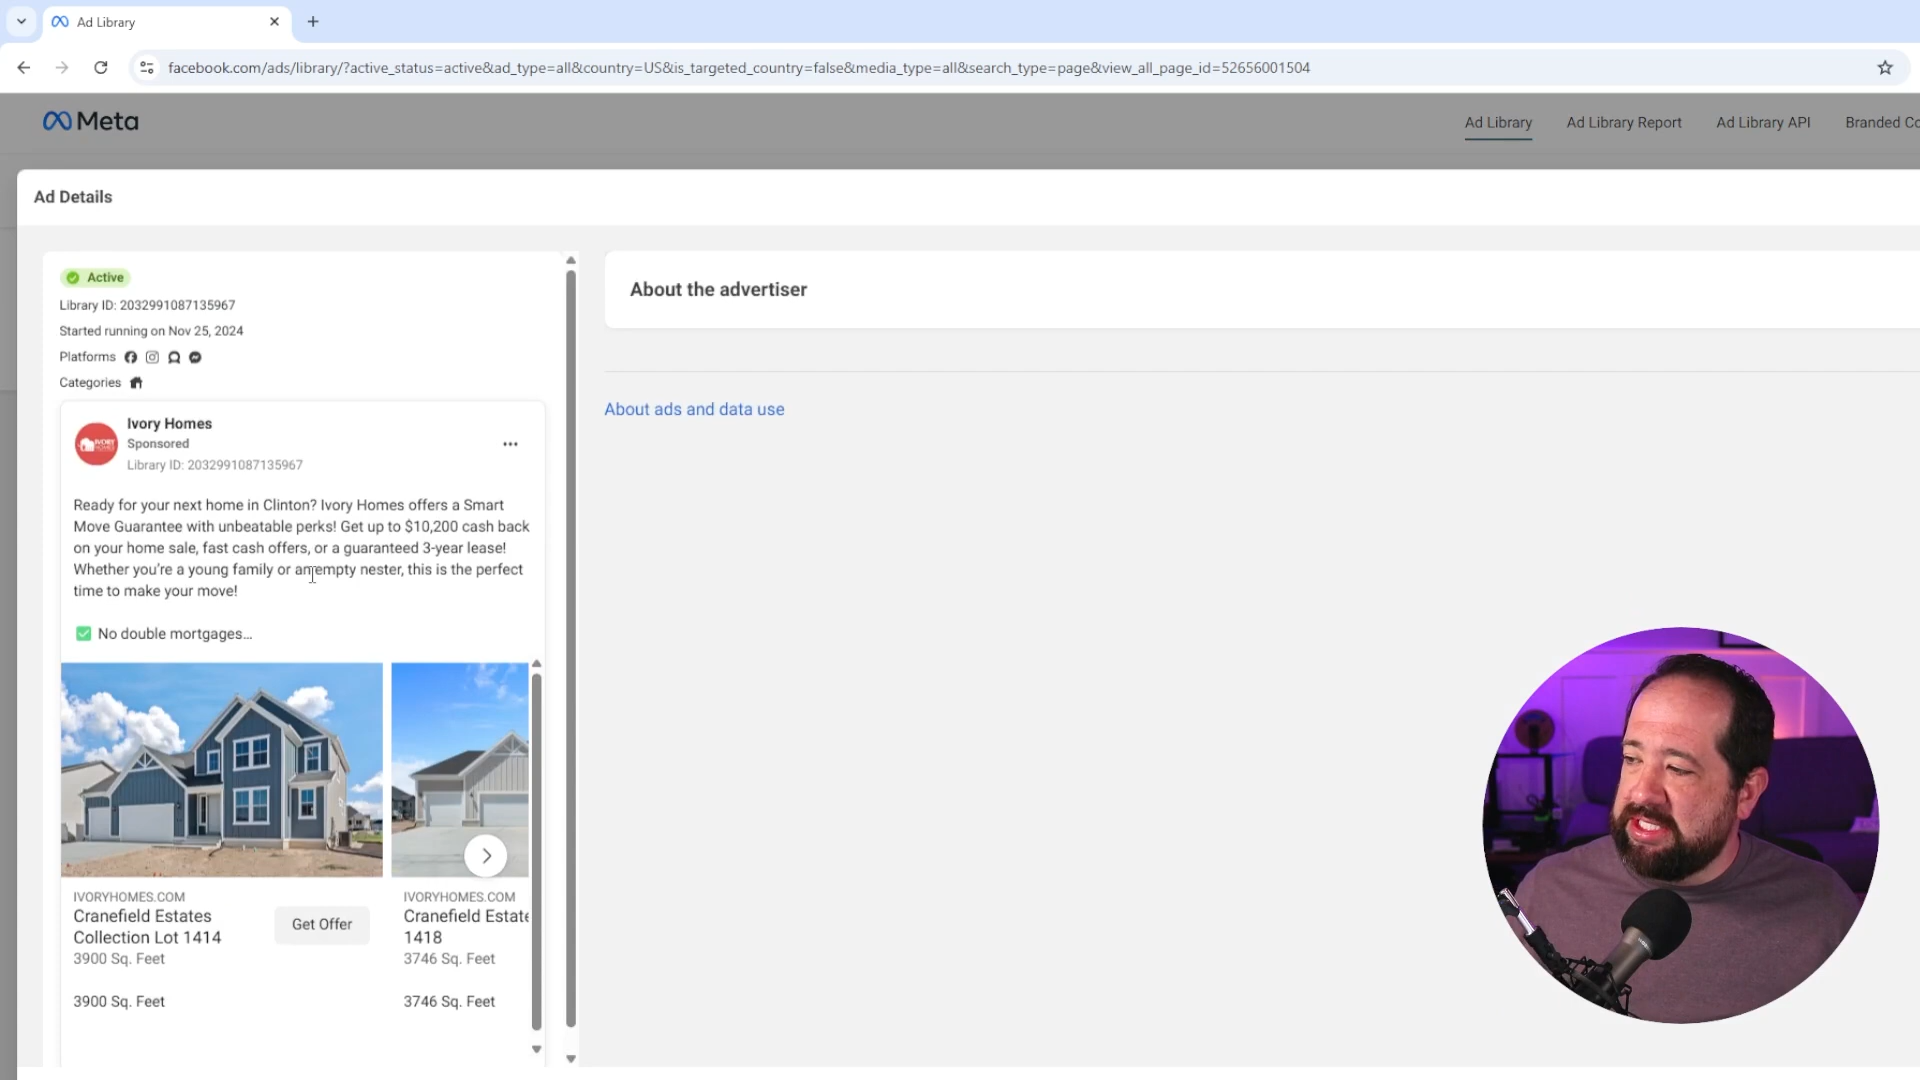 Ad Library
facebook.com/ads/library/?active_status=active&ad_type=all&country=US&is_targeted_country=false&media_type=all&search_type=page&view_all_page_id=52656001504
Meta
Ad Library
Ad Library Report
Ad Library API
Branded Co
Ad Details
Active
Library ID: 2032991087135967
Started running on Nov 25, 2024
Platforms
Categories
IVORY
HOMES
Ivory Homes
Sponsored
Library ID: 2032991087135967
Ready for your next home in Clinton? Ivory Homes offers a Smart
Move Guarantee with unbeatable perks! Get up to $10,200 cash back
on your home sale, fast cash offers, or a guaranteed 3-year lease!
Whether you're a young family or an empty nester, this is the perfect
time to make your move!
No double mortgages...
IVORYHOMES.COM
Cranefield Estates
Collection Lot 1414
3900 Sq. Feet
Get Offer
3900 Sq. Feet
IVORYHOMES.COM
Cranefield Estate
1418
3746 Sq. Feet
3746 Sq. Feet
About the advertiser
About ads and data use